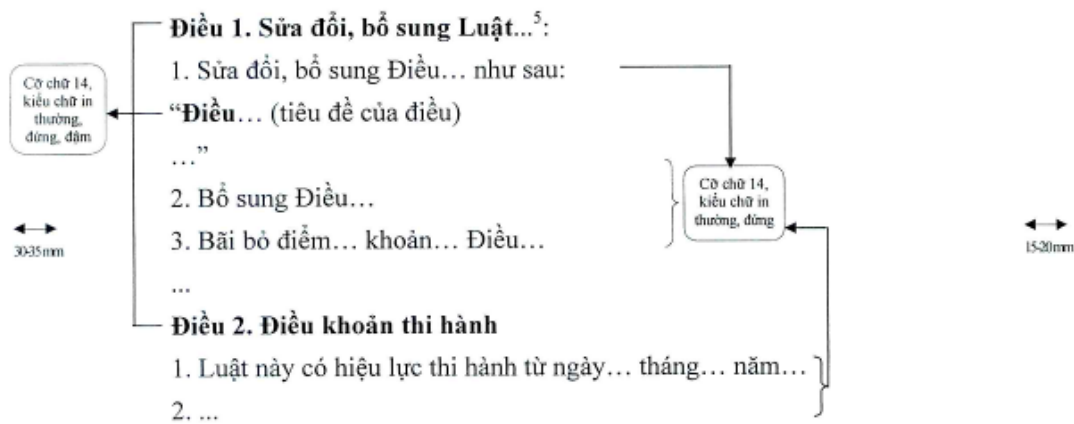 Điều 1. Sửa đổi, bổ sung Luật...⁵:
1. Sửa đổi, bổ sung Điều… như sau:
“Điều… (tiêu đề của điều)
…”
2. Bổ sung Điều…
3. Bãi bỏ điểm… khoản… Điều…
...
Điều 2. Điều khoản thi hành
1. Luật này có hiệu lực thi hành từ ngày… tháng… năm…
2. ...
Cỡ chữ 14,
kiểu chữ in
thường,
đứng, đậm
Cỡ chữ 14,
kiểu chữ in
thường, đứng
30-35mm
15-20mm